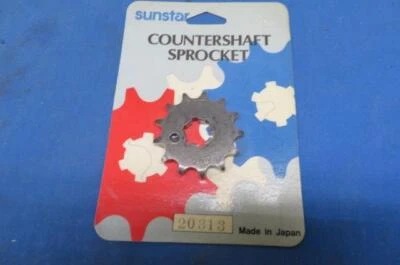 sunstar
COUNTERSHAFT
SPROCKET
20313
Made in Japan